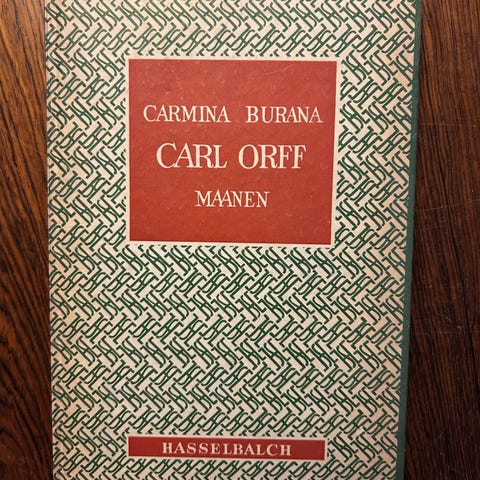 CARMINA BURANA
CARL ORFF
MAANEN
HASSELBALCH